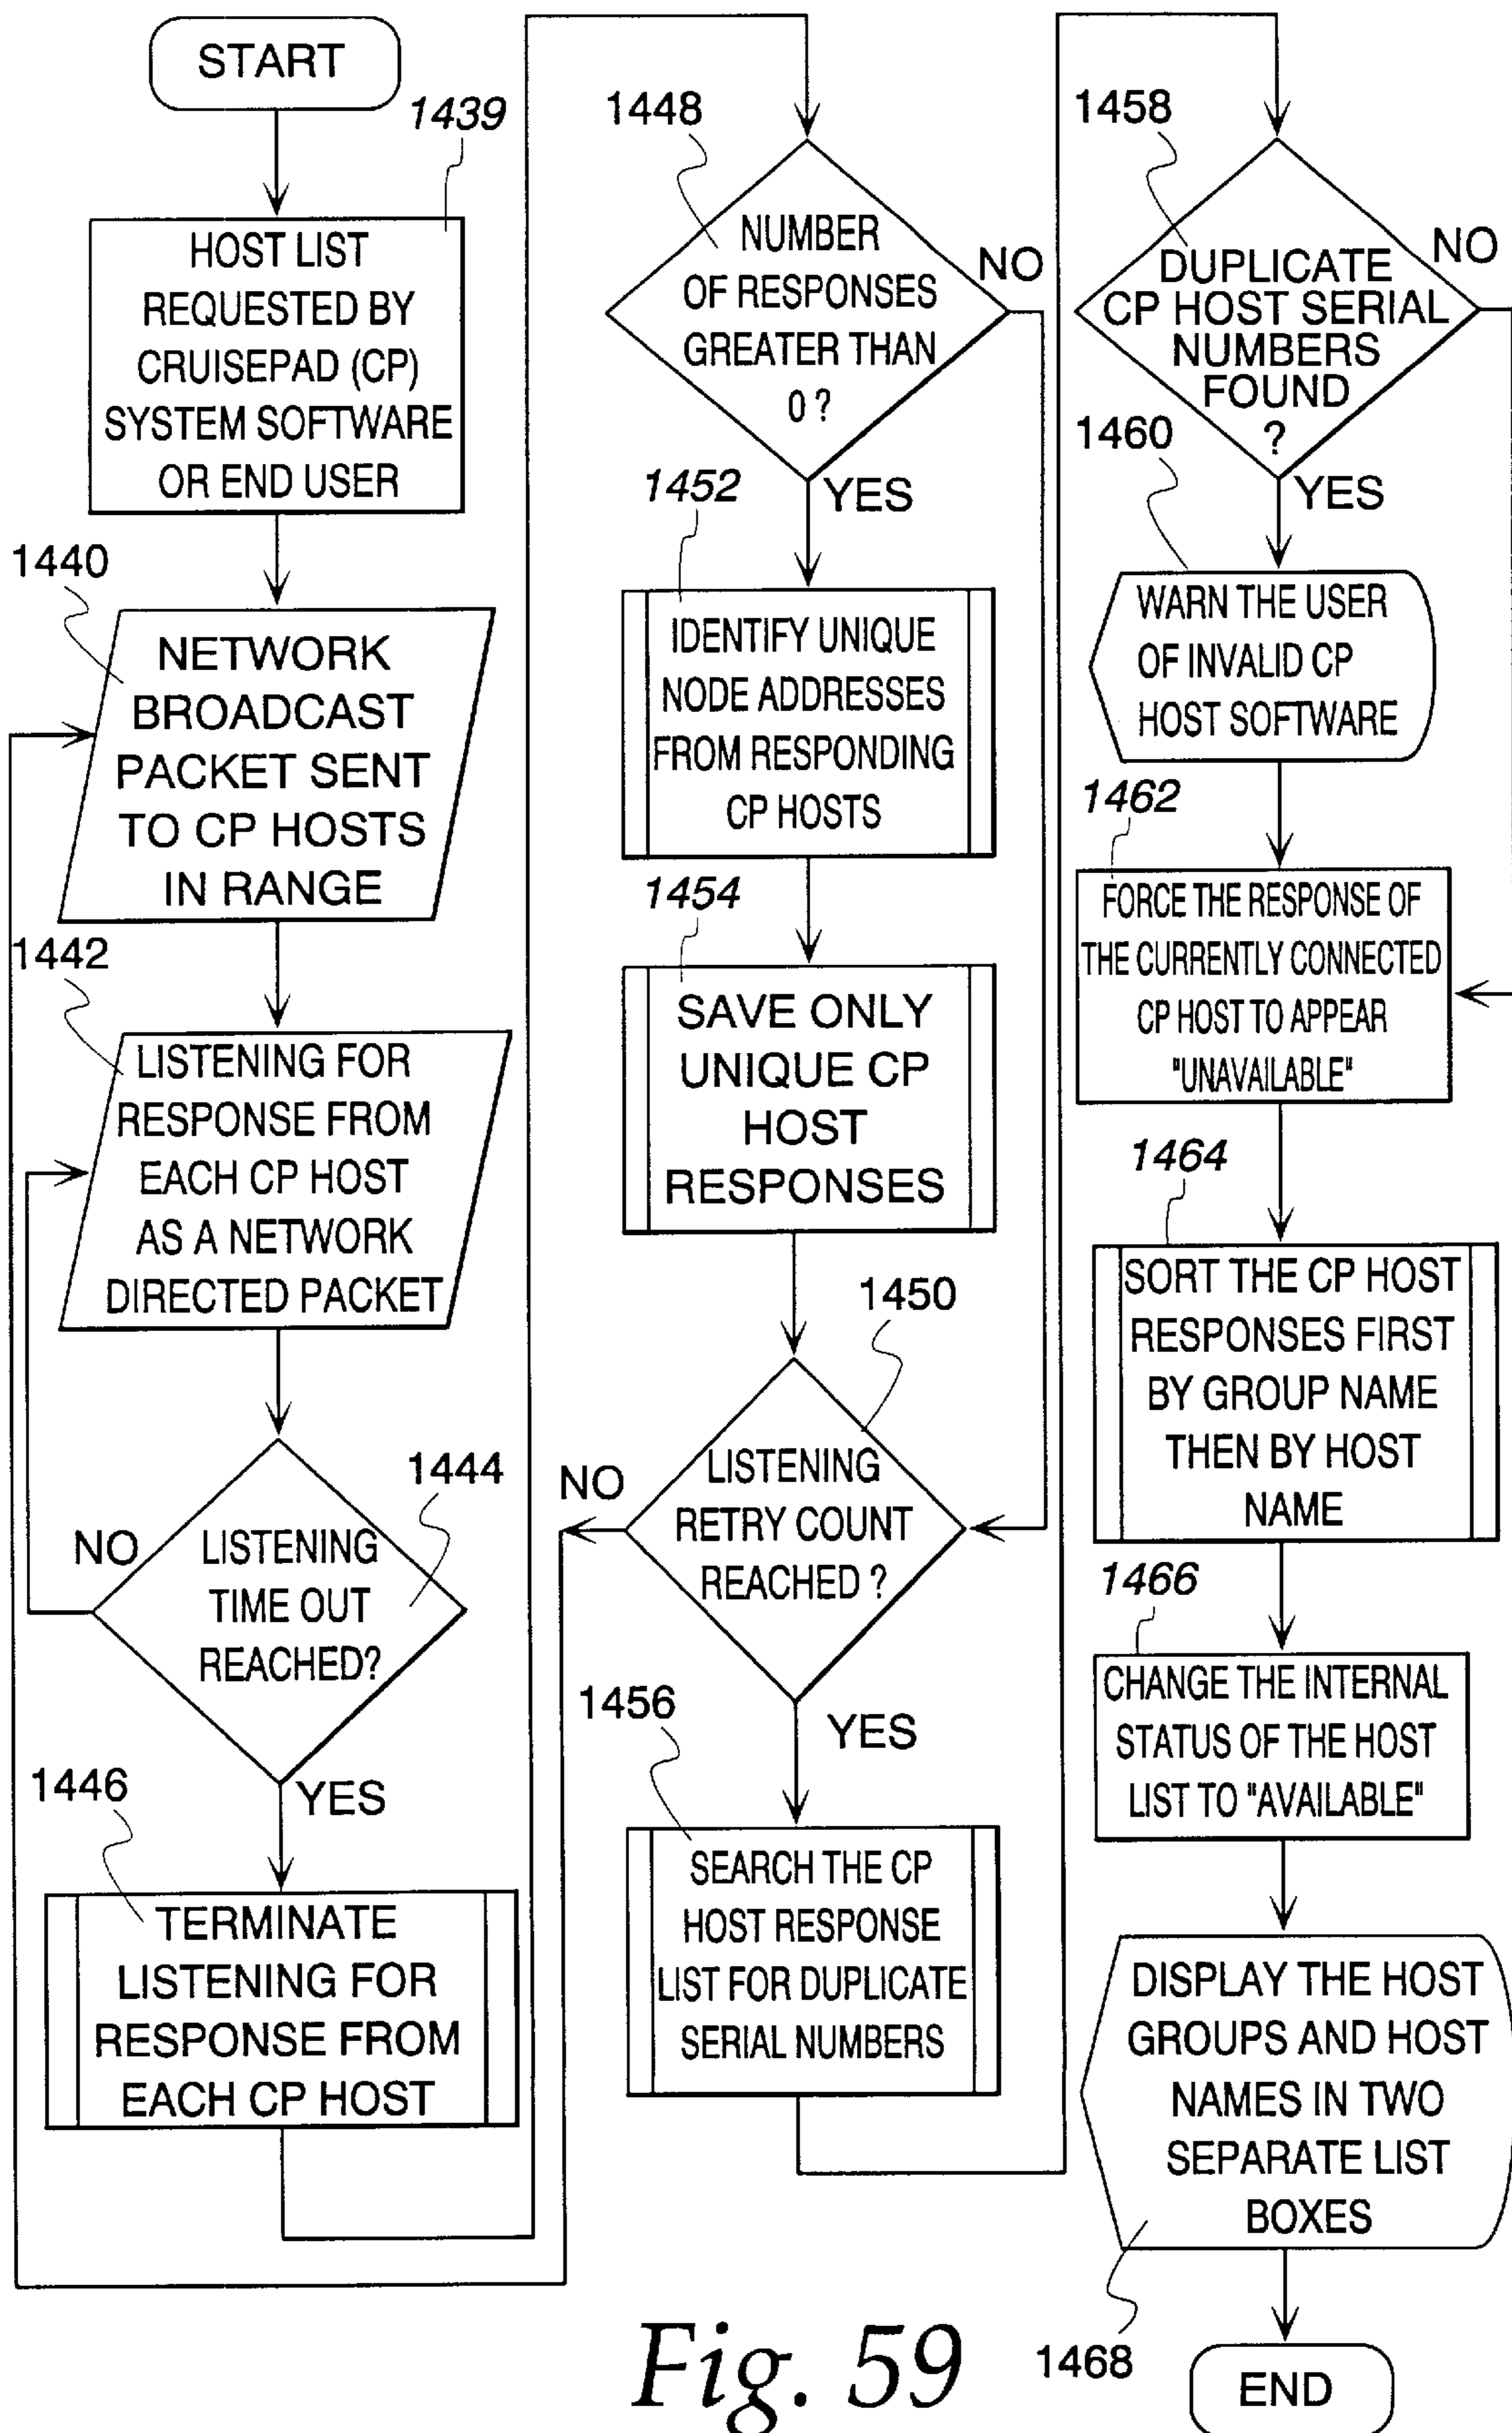 START
1439
HOST LIST
REQUESTED BY
CRUISEPAD (CP)
SYSTEM SOFTWARE
OR END USER
1440
NETWORK
BROADCAST
PACKET SENT
TO CP HOSTS
IN RANGE
1442
LISTENING FOR
RESPONSE FROM
EACH CP HOST
AS A NETWORK
DIRECTED PACKET
1444
NO
LISTENING
TIME OUT
REACHED?
YES
1446
TERMINATE
LISTENING FOR
RESPONSE FROM
EACH CP HOST
1448
NUMBER
OF RESPONSES
GREATER THAN
0 ?
NO
YES
1452
IDENTIFY UNIQUE
NODE ADDRESSES
FROM RESPONDING
CP HOSTS
1454
SAVE ONLY
UNIQUE CP
HOST
RESPONSES
1450
NO
LISTENING
RETRY COUNT
REACHED ?
YES
1456
SEARCH THE CP
HOST RESPONSE
LIST FOR DUPLICATE
SERIAL NUMBERS
1458
NO
DUPLICATE
CP HOST SERIAL
NUMBERS
FOUND
?
YES
1460
WARN THE USER
OF INVALID CP
HOST SOFTWARE
1462
FORCE THE RESPONSE OF
THE CURRENTLY CONNECTED
CP HOST TO APPEAR
"UNAVAILABLE"
1464
SORT THE CP HOST
RESPONSES FIRST
BY GROUP NAME
THEN BY HOST
NAME
1466
CHANGE THE INTERNAL
STATUS OF THE HOST
LIST TO "AVAILABLE"
DISPLAY THE HOST
GROUPS AND HOST
NAMES IN TWO
SEPARATE LIST
BOXES
1468
END
Fig. 59